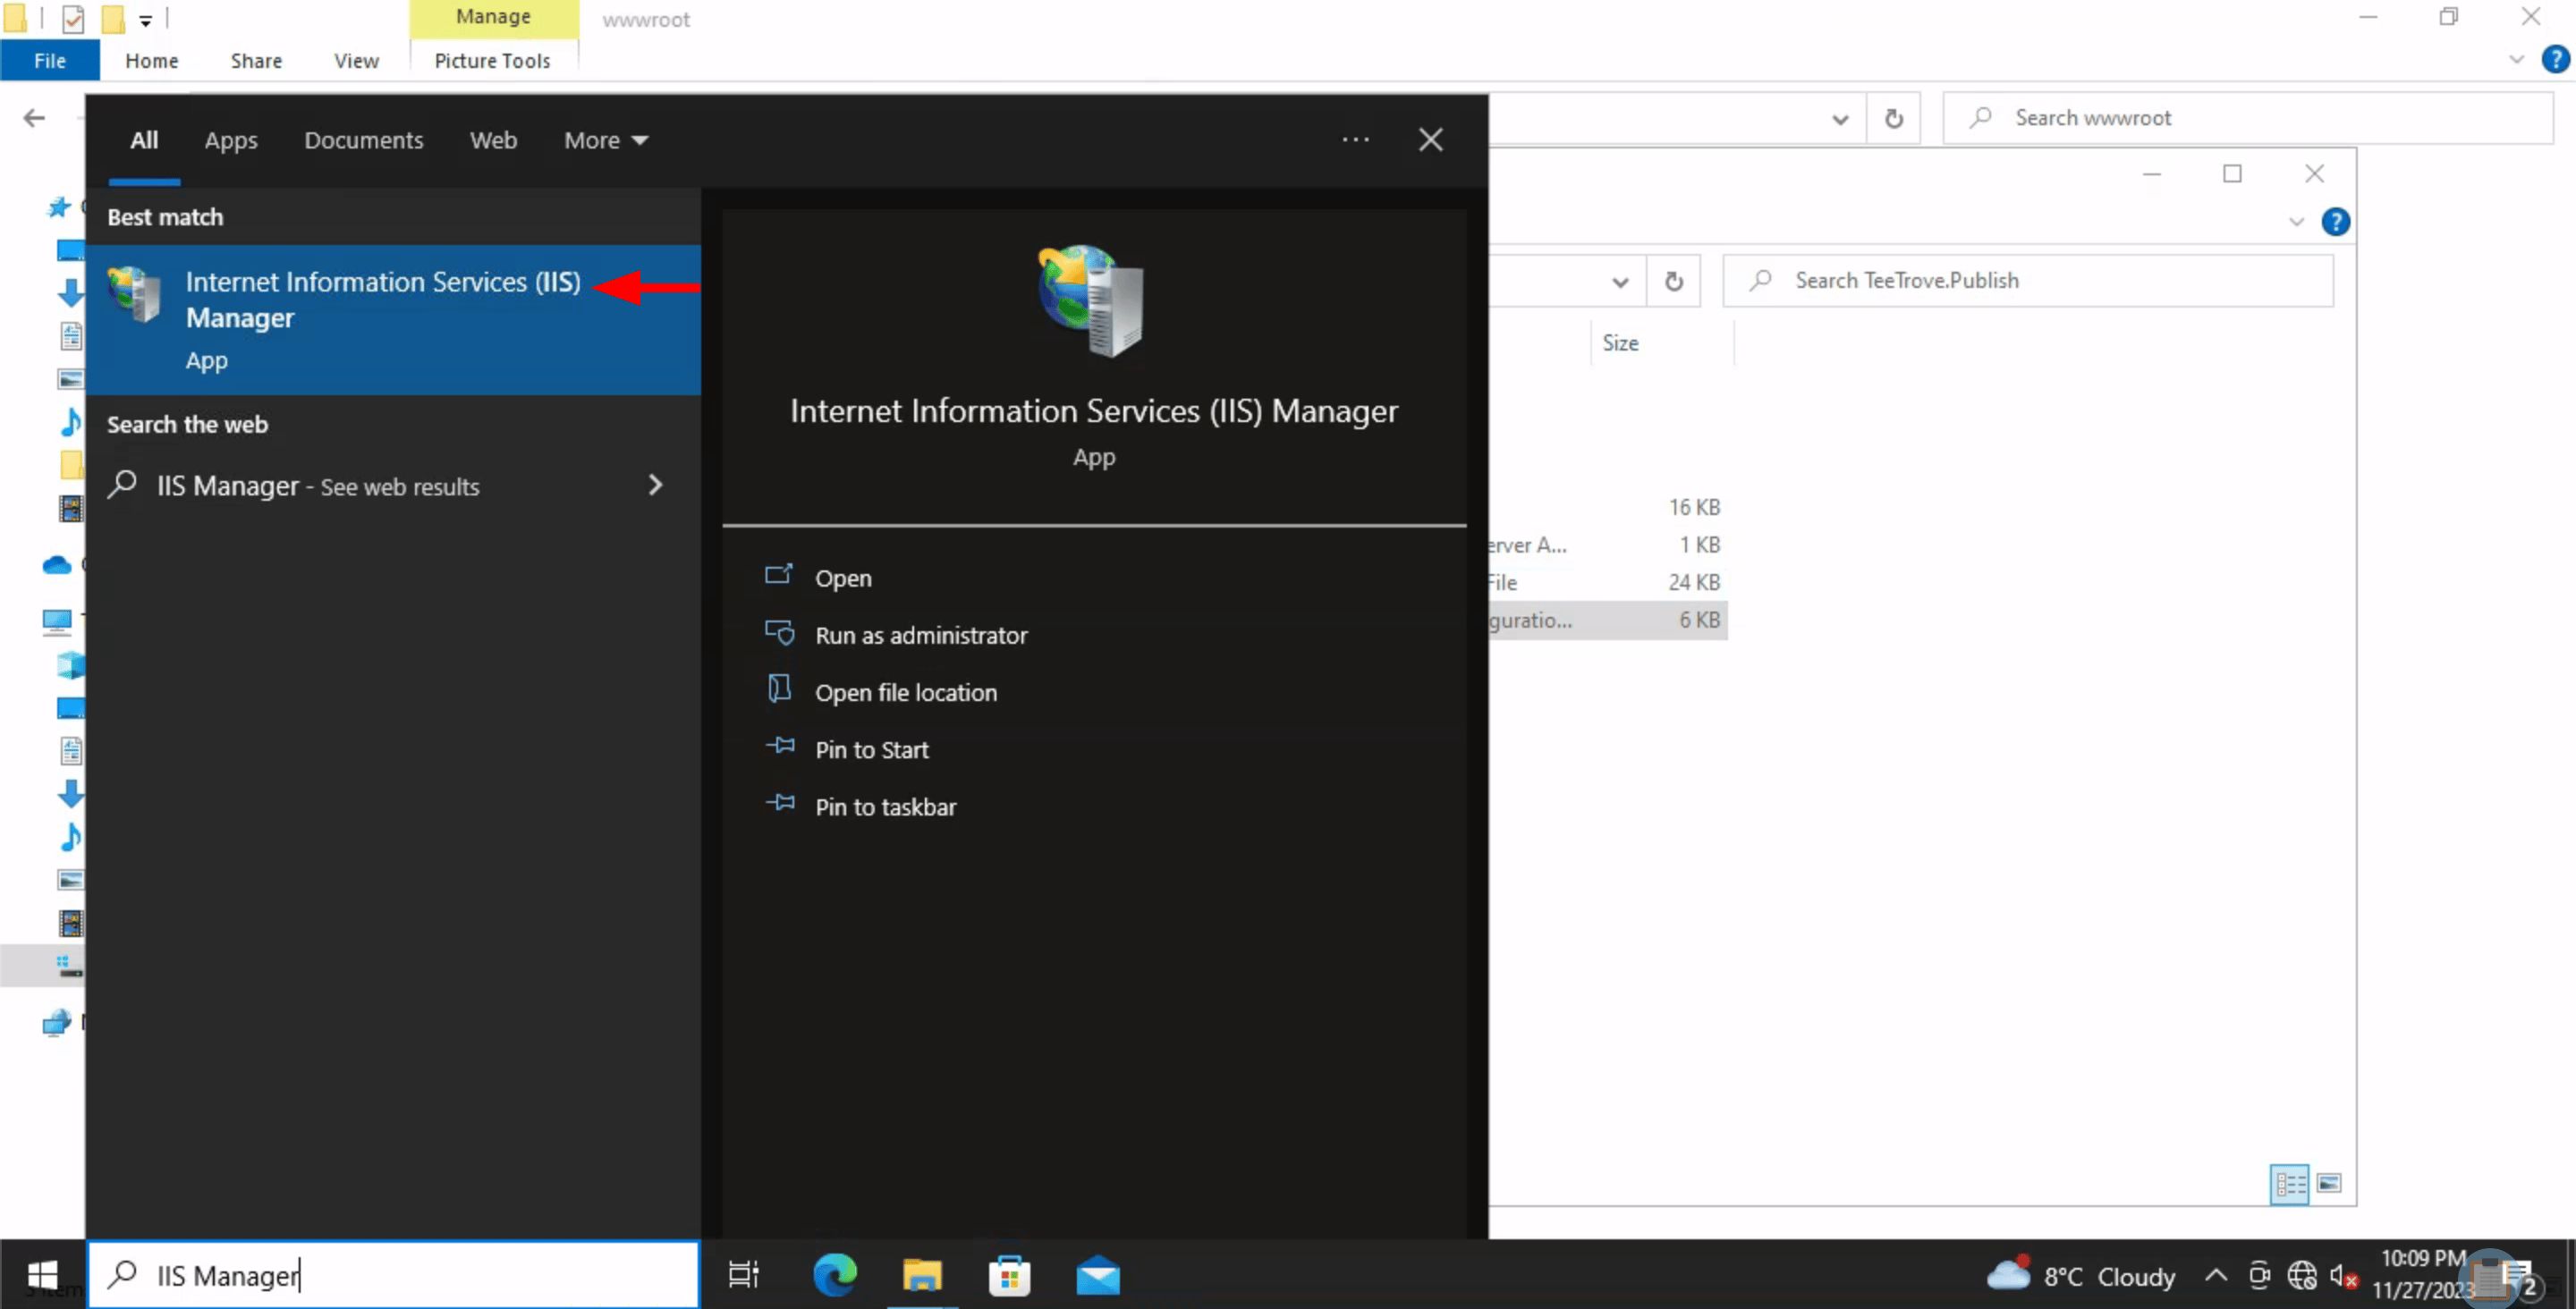 Manage
wwwroot
File
Home
Share
View
Picture Tools
All
Apps
Documents
Web
More
Search wwwroot
Best match
Internet Information Services (IIS)
Manager
App
Search the web
IIS Manager - See web results
Internet Information Services (IIS) Manager
App
Open
Run as administrator
Open file location
Pin to Start
Pin to taskbar
Search TeeTrove.Publish
Size
16 KB
erver A...
1 KB
File
24 KB
guratio...
6 KB
IIS Manager
8°C Cloudy
10:09 PM
11/27/2023
2